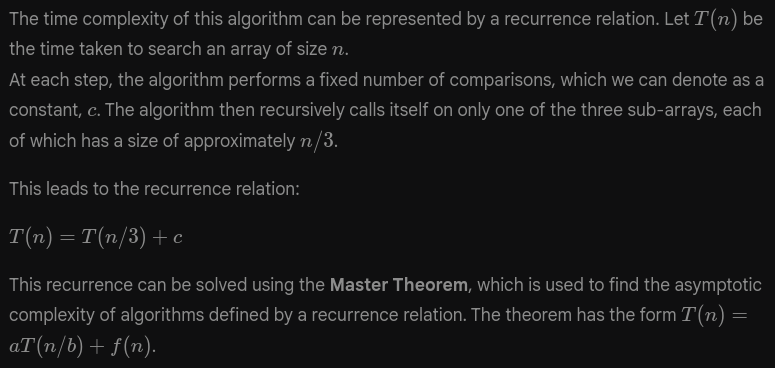 The time complexity of this algorithm can be represented by a recurrence relation. Let T(n) be
the time taken to search an array of size n.
At each step, the algorithm performs a fixed number of comparisons, which we can denote as a
constant, c. The algorithm then recursively calls itself on only one of the three sub-arrays, each
of which has a size of approximately n/3.
This leads to the recurrence relation:
T(n) = T(n/3) + c
This recurrence can be solved using the Master Theorem, which is used to find the asymptotic
complexity of algorithms defined by a recurrence relation. The theorem has the form T(n) =
aT(n/b) + f(n).